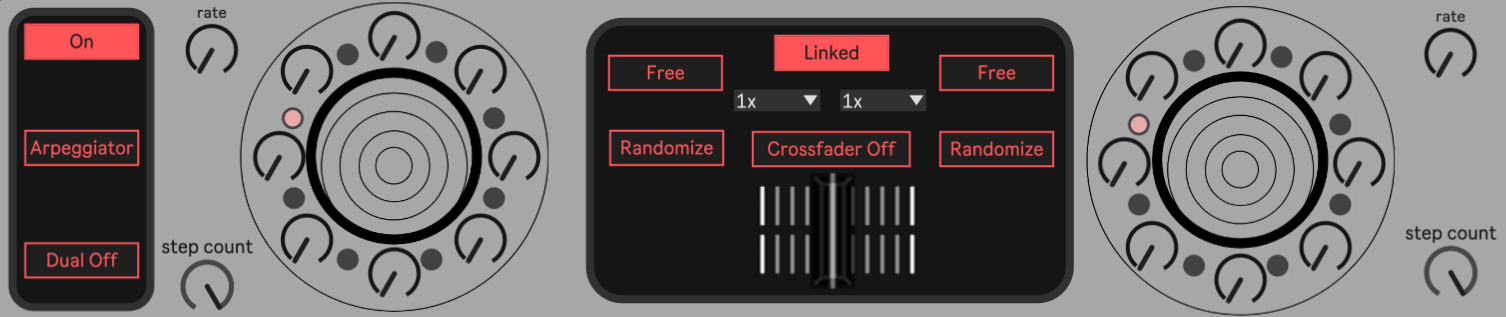 On
Arpeggiator
Dual Off
rate
step count
Linked
Free
Free
1x
1x
Randomize
Crossfader Off
Randomize
rate
step count